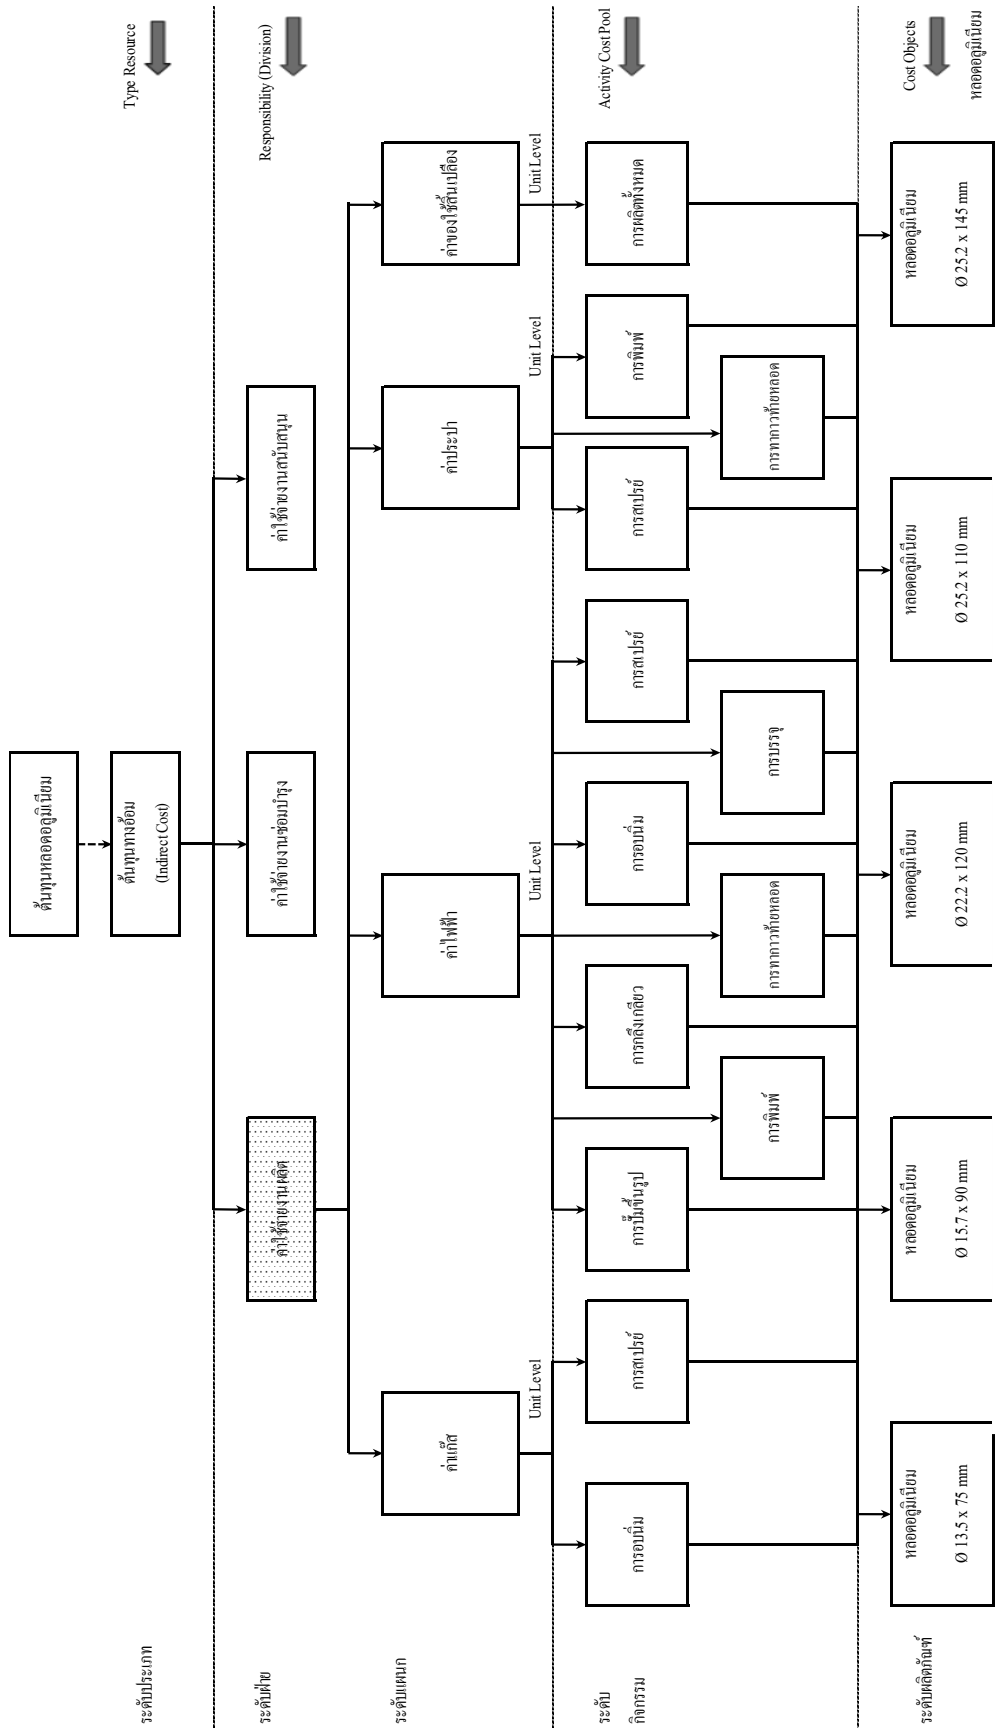 ต้นทุนหลอดอลูมิเนียม
ระดับประเภท
ต้นทุนทางอ้อม
(Indirect Cost)
Type Resource
ระดับฝ่าย
ค่าใช้จ่ายงานผลิต
ค่าใช้จ่ายงานซ่อมบำรุง
ค่าใช้จ่ายงานสนับสนุน
Responsibility (Division)
ระดับแผนก
ค่าแก๊ส
ค่าไฟฟ้า
ค่าประปา
ค่าของใช้สิ้นเปลือง
Unit Level
Unit Level
Unit Level
Unit Level
ระดับ
กิจกรรม
การอบนิ่ม
การสเปรย์
การปั๊มขึ้นรูป
การกลึงเกลียว
การอบนิ่ม
การสเปรย์
การสเปรย์
การพิมพ์
การผลิตทั้งหมด
Activity Cost Pool
การพิมพ์
การทากาวท้ายหลอด
การบรรจุ
การทากาวท้ายหลอด
ระดับผลิตภัณฑ์
หลอดอลูมิเนียม
Ø 13.5 x 75 mm
หลอดอลูมิเนียม
Ø 15.7 x 90 mm
หลอดอลูมิเนียม
Ø 22.2 x 120 mm
หลอดอลูมิเนียม
Ø 25.2 x 110 mm
หลอดอลูมิเนียม
Ø 25.2 x 145 mm
Cost Objects
หลอดอลูมิเนียม